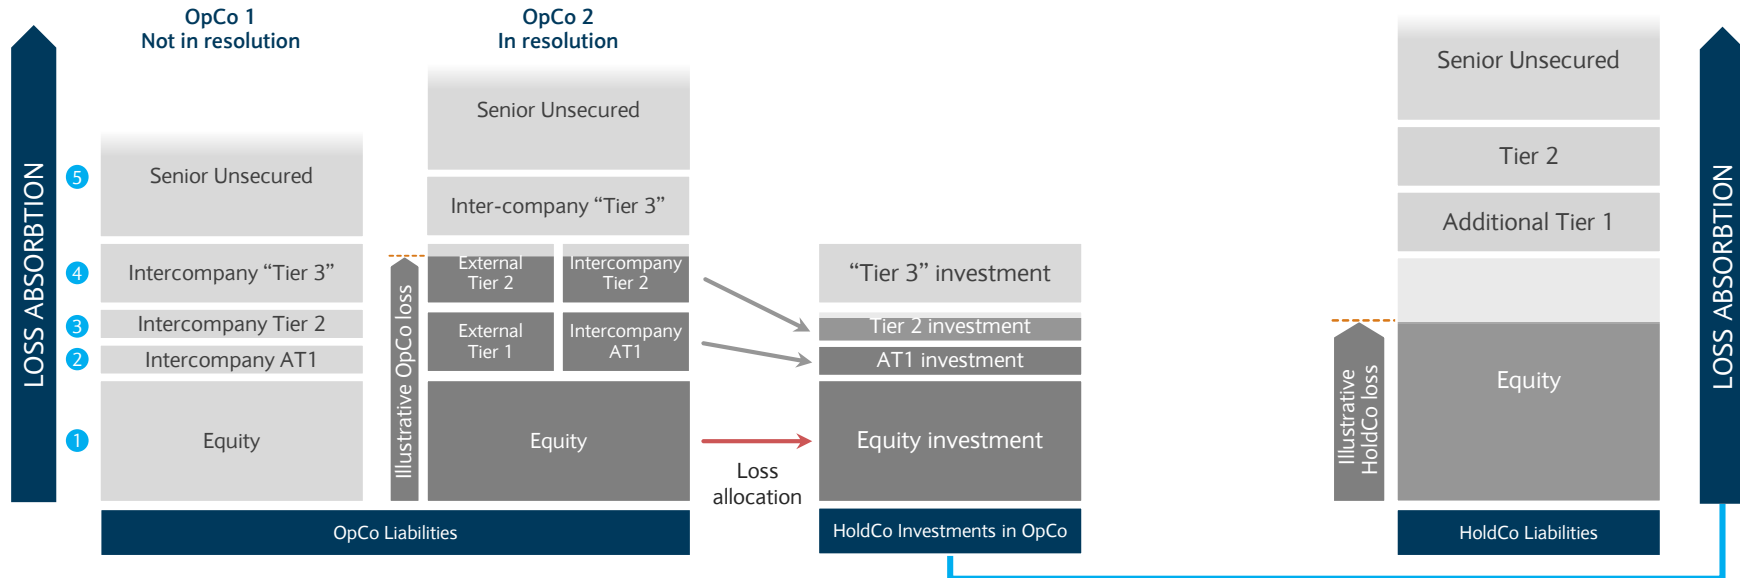 OpCo 1
Not in resolution
OpCo 2
In resolution
LOSS ABSORBTION
5
Senior Unsecured
4
Intercompany “Tier 3”
3
Intercompany Tier 2
2
Intercompany AT1
1
Equity
Illustrative OpCo loss
Senior Unsecured
Inter-company “Tier 3”
External
Tier 2
Intercompany
Tier 2
External
Tier 1
Intercompany
AT1
Equity
OpCo Liabilities
Loss
allocation
“Tier 3” investment
Tier 2 investment
AT1 investment
Equity investment
HoldCo Investments in OpCo
Illustrative
HoldCo loss
Senior Unsecured
Tier 2
Additional Tier 1
Equity
HoldCo Liabilities
LOSS ABSORBTION